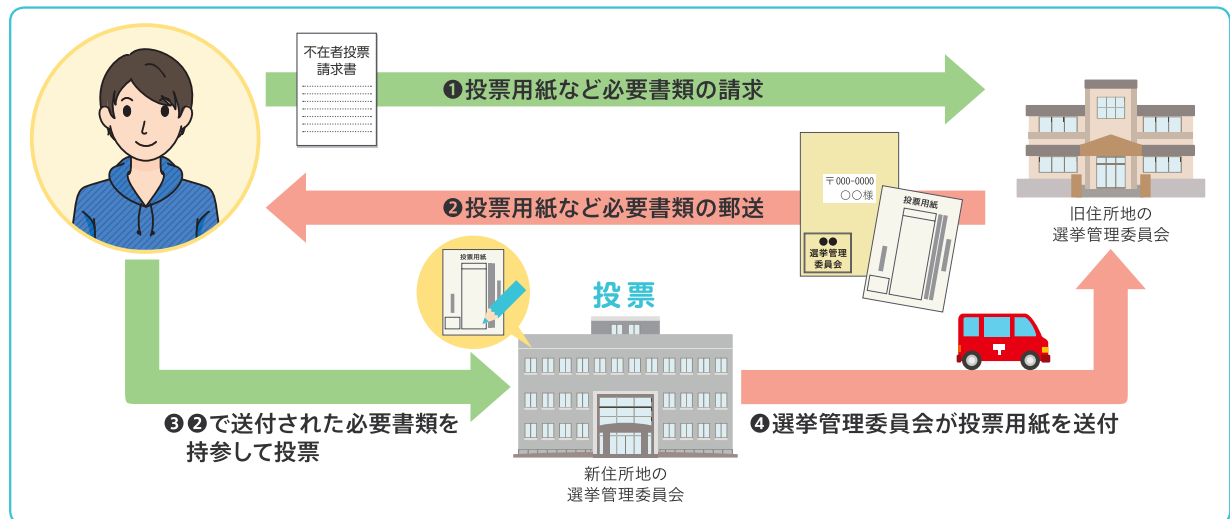 不在者投票
請求書
❶投票用紙など必要書類の請求
〒000-0000
〇〇様
●●
選挙管理
委員会
投票用紙
❷投票用紙など必要書類の郵送
旧住所地の
選挙管理委員会
投票用紙
投票
❸❷で送付された必要書類を
持参して投票
新住所地の
選挙管理委員会
❹選挙管理委員会が投票用紙を送付